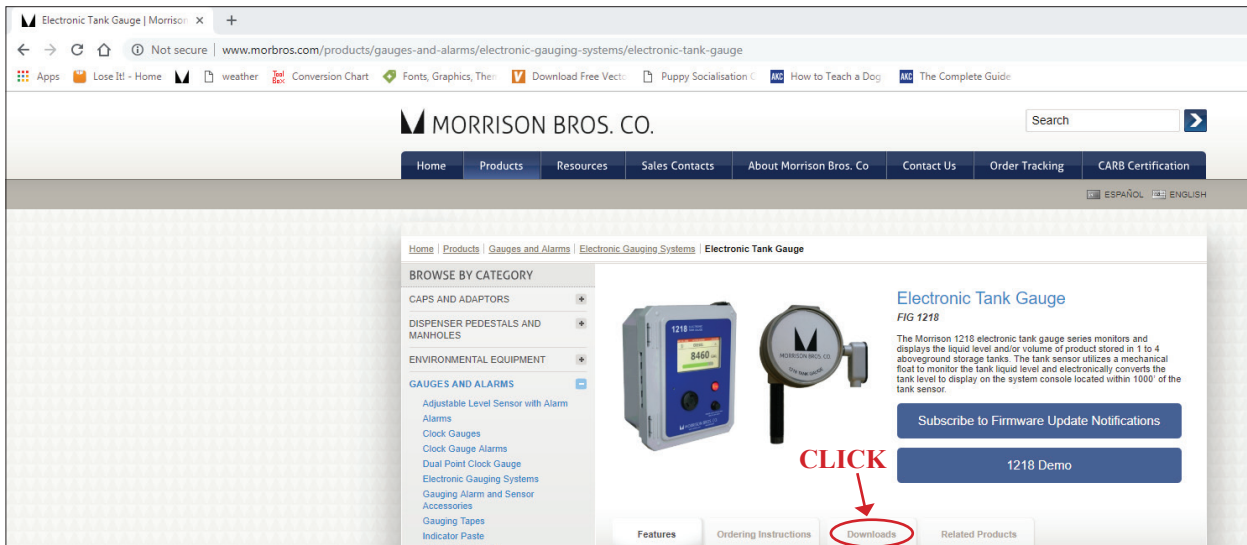 Electronic Tank Gauge | Morrison
Not secure | www.morbros.com/products/gauges-and-alarms/electronic-gauging-systems/electronic-tank-gauge
Apps Lose It! - Home weather Conversion Chart Fonts, Graphics, Ther Download Free Vecto Puppy Socialisation C AKC How to Teach a Dog AKC The Complete Guide
MORRISON BROS. CO.
Search
Home Products Resources Sales Contacts About Morrison Bros. Co Contact Us Order Tracking CARB Certification
ESPAÑOL ENGLISH
Home | Products | Gauges and Alarms | Electronic Gauging Systems | Electronic Tank Gauge
BROWSE BY CATEGORY
CAPS AND ADAPTORS
DISPENSER PEDESTALS AND
MANHOLES
ENVIRONMENTAL EQUIPMENT
GAUGES AND ALARMS
Adjustable Level Sensor with Alarm
Alarms
Clock Gauges
Clock Gauge Alarms
Dual Point Clock Gauge
Electronic Gauging Systems
Gauging Alarm and Sensor
Accessories
Gauging Tapes
Indicator Paste
1218
8460
MORRISON BROS. CO.
Electronic Tank Gauge
FIG 1218
The Morrison 1218 electronic tank gauge series monitors and
displays the liquid level and/or volume of product stored in 1 to 4
aboveground storage tanks. The tank sensor utilizes a mechanical
float to monitor the tank liquid level and electronically converts the
tank level to display on the system console located within 1000' of the
tank sensor.
Subscribe to Firmware Update Notifications
1218 Demo
CLICK
Features Ordering Instructions Downloads Related Products